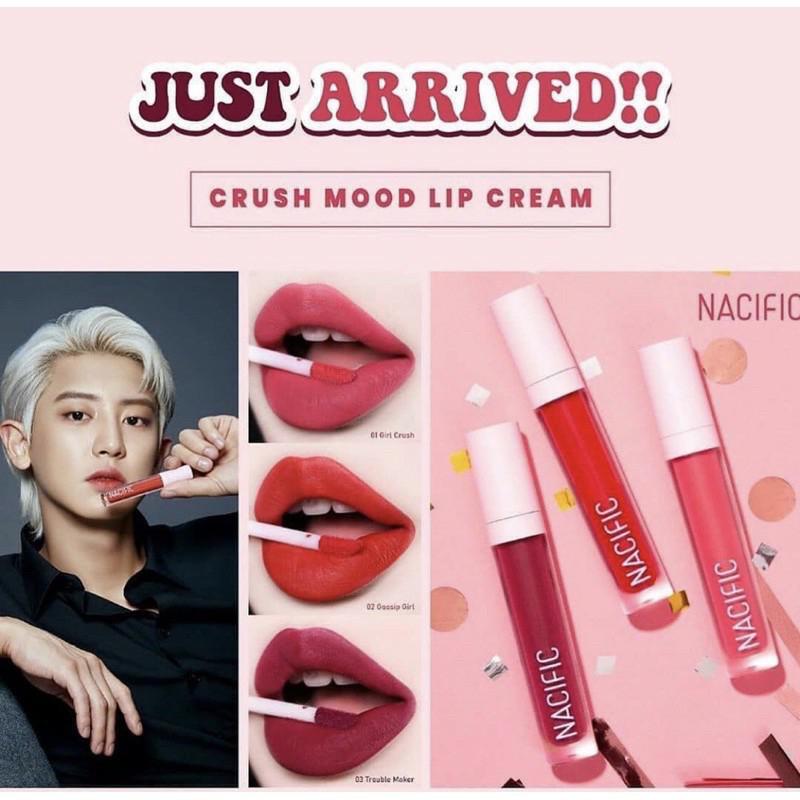 JUST ARRIVED!!
CRUSH MOOD LIP CREAM
NACIFIC
01 Girl Crush
02 Gossip Girl
03 Trouble Maker
NACIFIC
NACIFIC
NACIFIC
NACIFIC